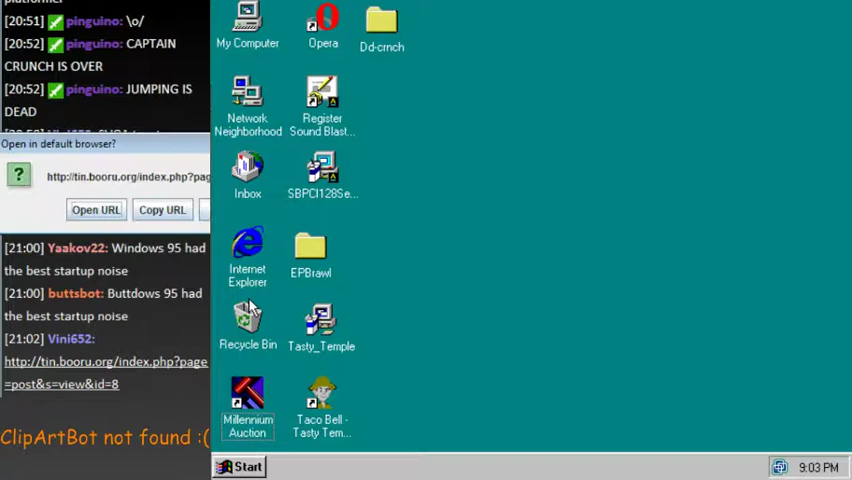 [20:51] pinguino: \o/
[20:52] pinguino: CAPTAIN
CRUNCH IS OVER
[20:52] pinguino: JUMPING IS
DEAD
Open in default browser?
?
http://tin.booru.org/index.php?pag
Open URL
Copy URL
[21:00] Yaakov22: Windows 95 had
the best startup noise
[21:00] buttsbot: Buttdows 95 had
the best startup noise
[21:02] Vini652:
http://tin.booru.org/index.php?page
=post&s=view&id=8
ClipArtBot not found :(
My Computer
Opera
Dd-crnch
Network
Neighborhood
Register
Sound Blast...
Inbox
SBPCI128Se...
Internet
Explorer
EPBrawl
Recycle Bin
Tasty_Temple
Millennium
Auction
Taco Bell -
Tasty Tem...
Start
9:03 PM